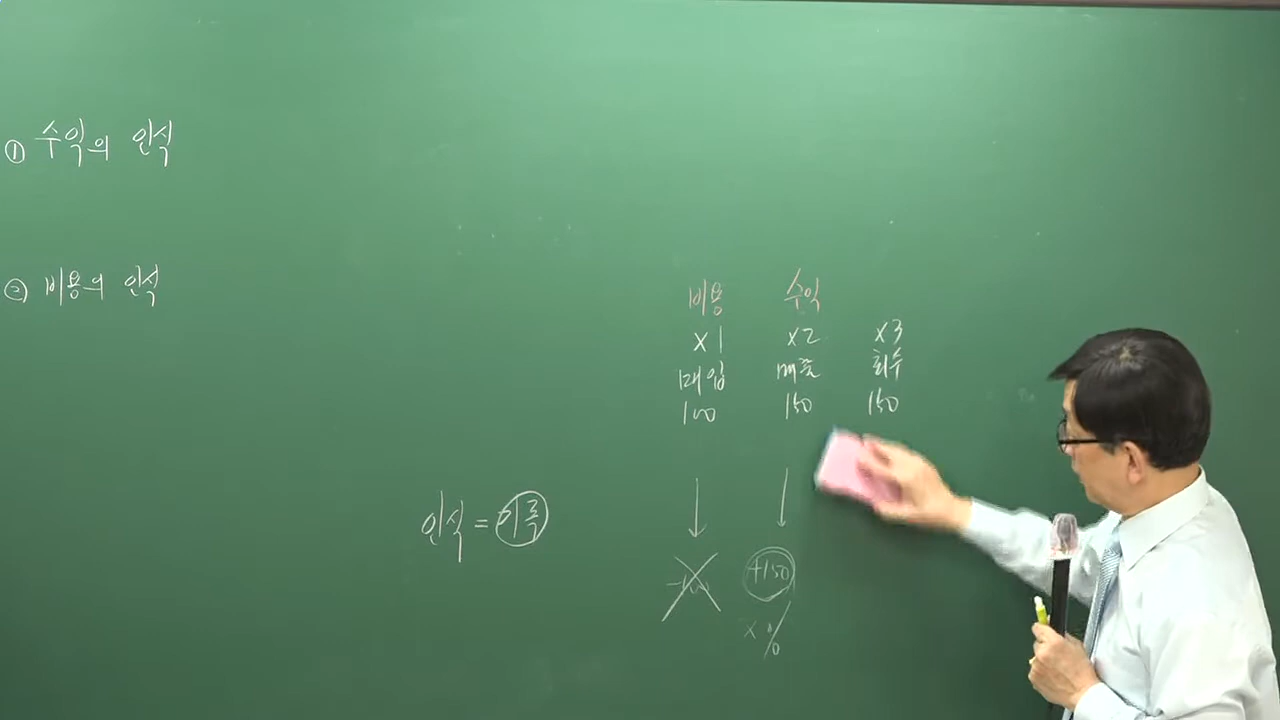 ① 수익의 인식
② 비용의 인식
비용 수익
X1 X2 X3
매입 매출 회수
100 150 150
인식 = 기록
-100 +150
X %